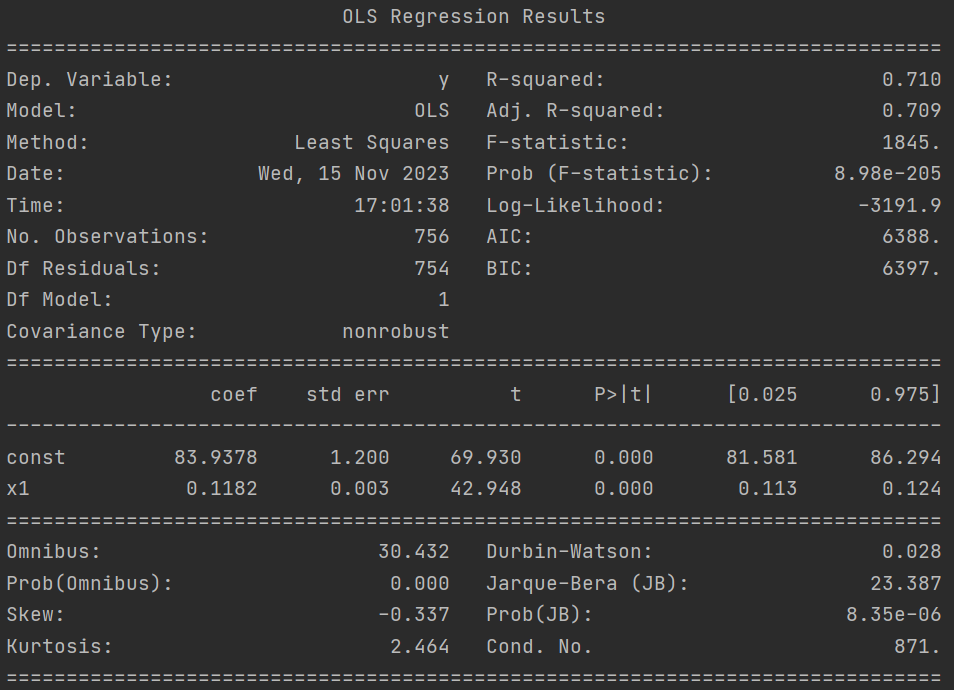 OLS Regression Results
==============================================================================
Dep. Variable:                      y   R-squared:                       0.710
Model:                            OLS   Adj. R-squared:                  0.709
Method:                 Least Squares   F-statistic:                     1845.
Date:                Wed, 15 Nov 2023   Prob (F-statistic):          8.98e-205
Time:                        17:01:38   Log-Likelihood:                -3191.9
No. Observations:                 756   AIC:                             6388.
Df Residuals:                     754   BIC:                             6397.
Df Model:                           1
Covariance Type:            nonrobust
==============================================================================
                 coef    std err          t      P>|t|      [0.025      0.975]
------------------------------------------------------------------------------
const         83.9378      1.200     69.930      0.000      81.581      86.294
x1             0.1182      0.003     42.948      0.000       0.113       0.124
==============================================================================
Omnibus:                       30.432   Durbin-Watson:                   0.028
Prob(Omnibus):                  0.000   Jarque-Bera (JB):               23.387
Skew:                          -0.337   Prob(JB):                     8.35e-06
Kurtosis:                       2.464   Cond. No.                         871.
==============================================================================